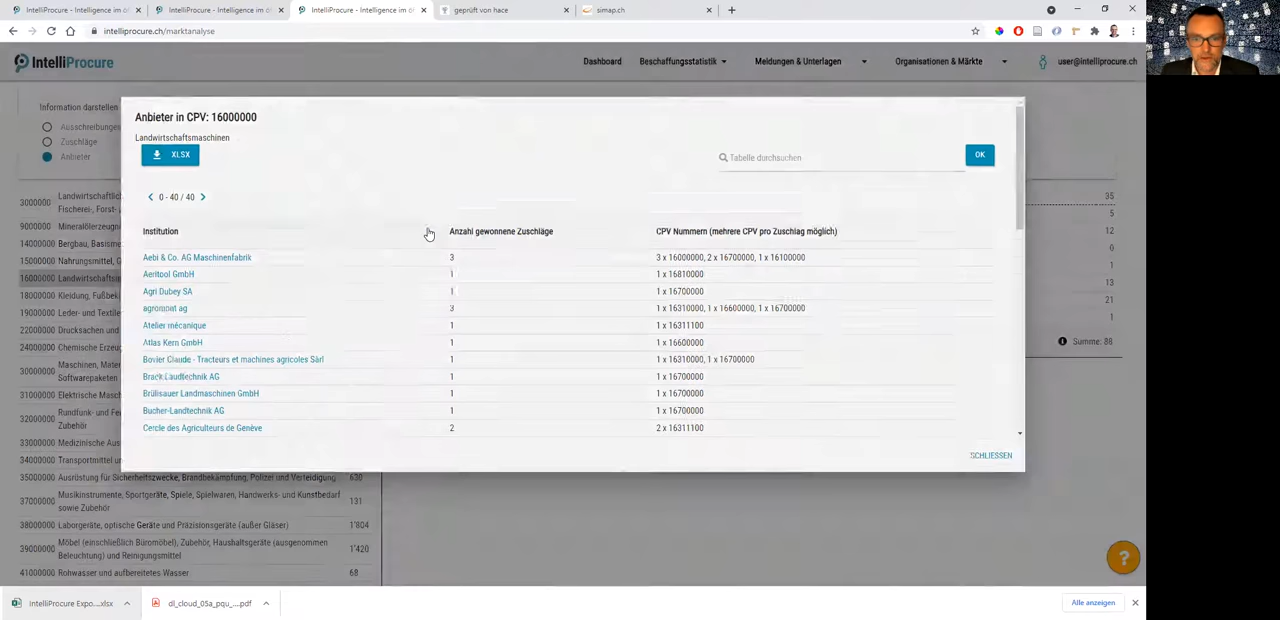 IntelliProcure - Intelligence im öf
IntelliProcure - Intelligence im öf
IntelliProcure - Intelligence im öf
geprüft von hace
simap.ch
intelliprocure.ch/marktanalyse
IntelliProcure
Dashboard
Beschaffungsstatistik
Meldungen & Unterlagen
Organisationen & Märkte
user@intelliprocure.ch
Information darstellen
Ausschreibungen
Zuschläge
Anbieter
Anbieter in CPV: 16000000
Landwirtschaftsmaschinen
XLSX
Tabelle durchsuchen
OK
0 - 40 / 40
Institution Anzahl gewonnene Zuschläge CPV Nummern (mehrere CPV pro Zuschlag möglich)
Aebi & Co. AG Maschinenfabrik 3 3 x 16000000, 2 x 16700000, 1 x 16100000
Aeritool GmbH 1 1 x 16810000
Agri Dubey SA 1 1 x 16700000
agromont ag 3 1 x 16310000, 1 x 16600000, 1 x 16700000
Atelier mécanique 1 1 x 16311100
Atlas Kern GmbH 1 1 x 16600000
Bovier Claude - Tracteurs et machines agricoles Sàrl 1 1 x 16310000, 1 x 16700000
Brack Laudtechnik AG 1 1 x 16700000
Brülisauer Landmaschinen GmbH 1 1 x 16700000
Bucher-Landtechnik AG 1 1 x 16700000
Cercle des Agriculteurs de Genève 2 2 x 16311100
SCHLIESSEN
3000000 Landwirtschaftlich
Fischerei-, Forst-
9000000 Mineralölerzeugn
14000000 Bergbau, Basisme
15000000 Nahrungsmittel, G
16000000 Landwirtschafts
18000000 Kleidung, Fußbek
19000000 Leder- und Textile
22000000 Drucksachen und
24000000 Chemische Erzeug
30000000 Maschinen, Mater
Softwarepaketen
31000000 Elektrische Masch
32000000 Rundfunk- und Fe
Zubehör
33000000 Medizinische Aus
34000000 Transportmittel un
35000000 Ausrüstung für Sicherheitszwecke, Brandbekämpfung, Polizei und Verteidigung 630
37000000 Musikinstrumente, Sportgeräte, Spiele, Spielwaren, Handwerks- und Kunstbedarf
sowie Zubehör 131
38000000 Laborgeräte, optische Geräte und Präzisionsgeräte (außer Gläser) 1'804
39000000 Möbel (einschließlich Büromöbel), Zubehör, Haushaltsgeräte (ausgenommen
Beleuchtung) und Reinigungsmittel 1'420
41000000 Rohwasser und aufbereitetes Wasser 68
35
5
12
0
1
13
21
1
Summe: 88
?
IntelliProcure Expo....xlsx
dl_cloud_05a_pqu_....pdf
Alle anzeigen